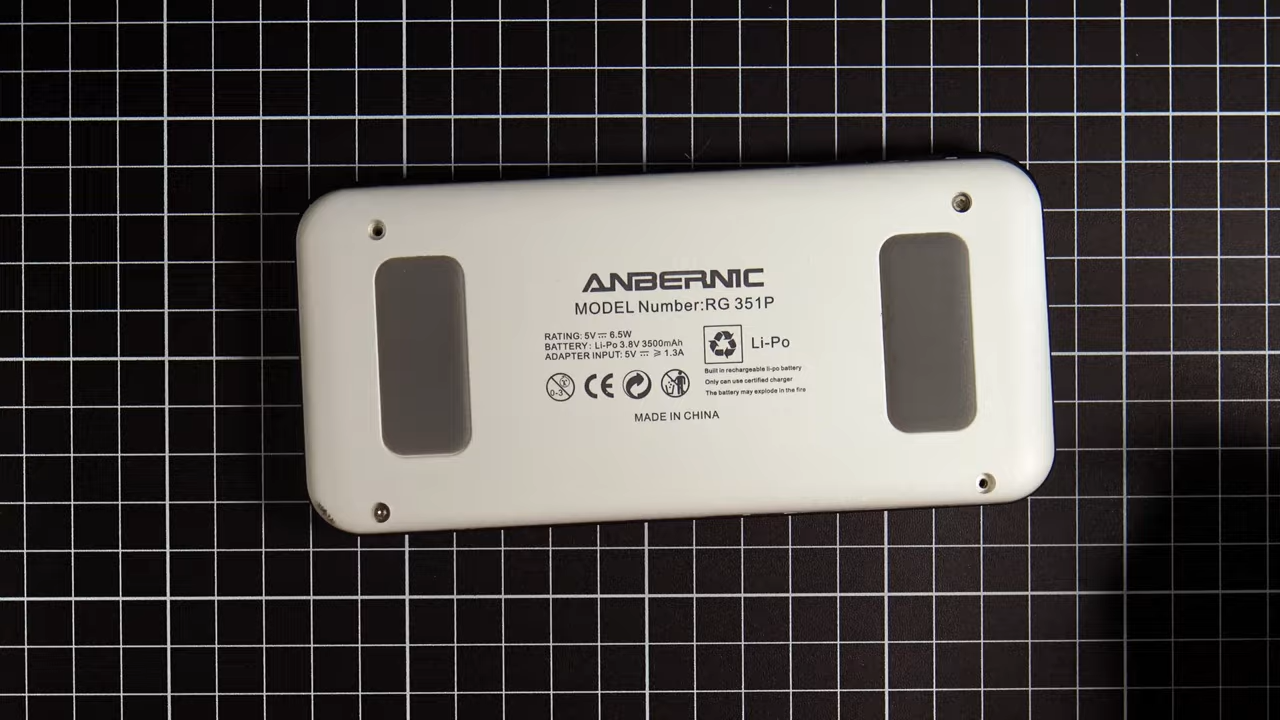 ANBERNIC
MODEL Number:RG 351P
RATING: 5V⎓ 6.5W
BATTERY: Li-Po 3.8V 3500mAh
ADAPTER INPUT: 5V ⎓ ≥ 1.3A
Li-Po
Built in rechargeable li-po battery
Only can use certified charger
The battery may explode in the fire
0-3
CE
MADE IN CHINA